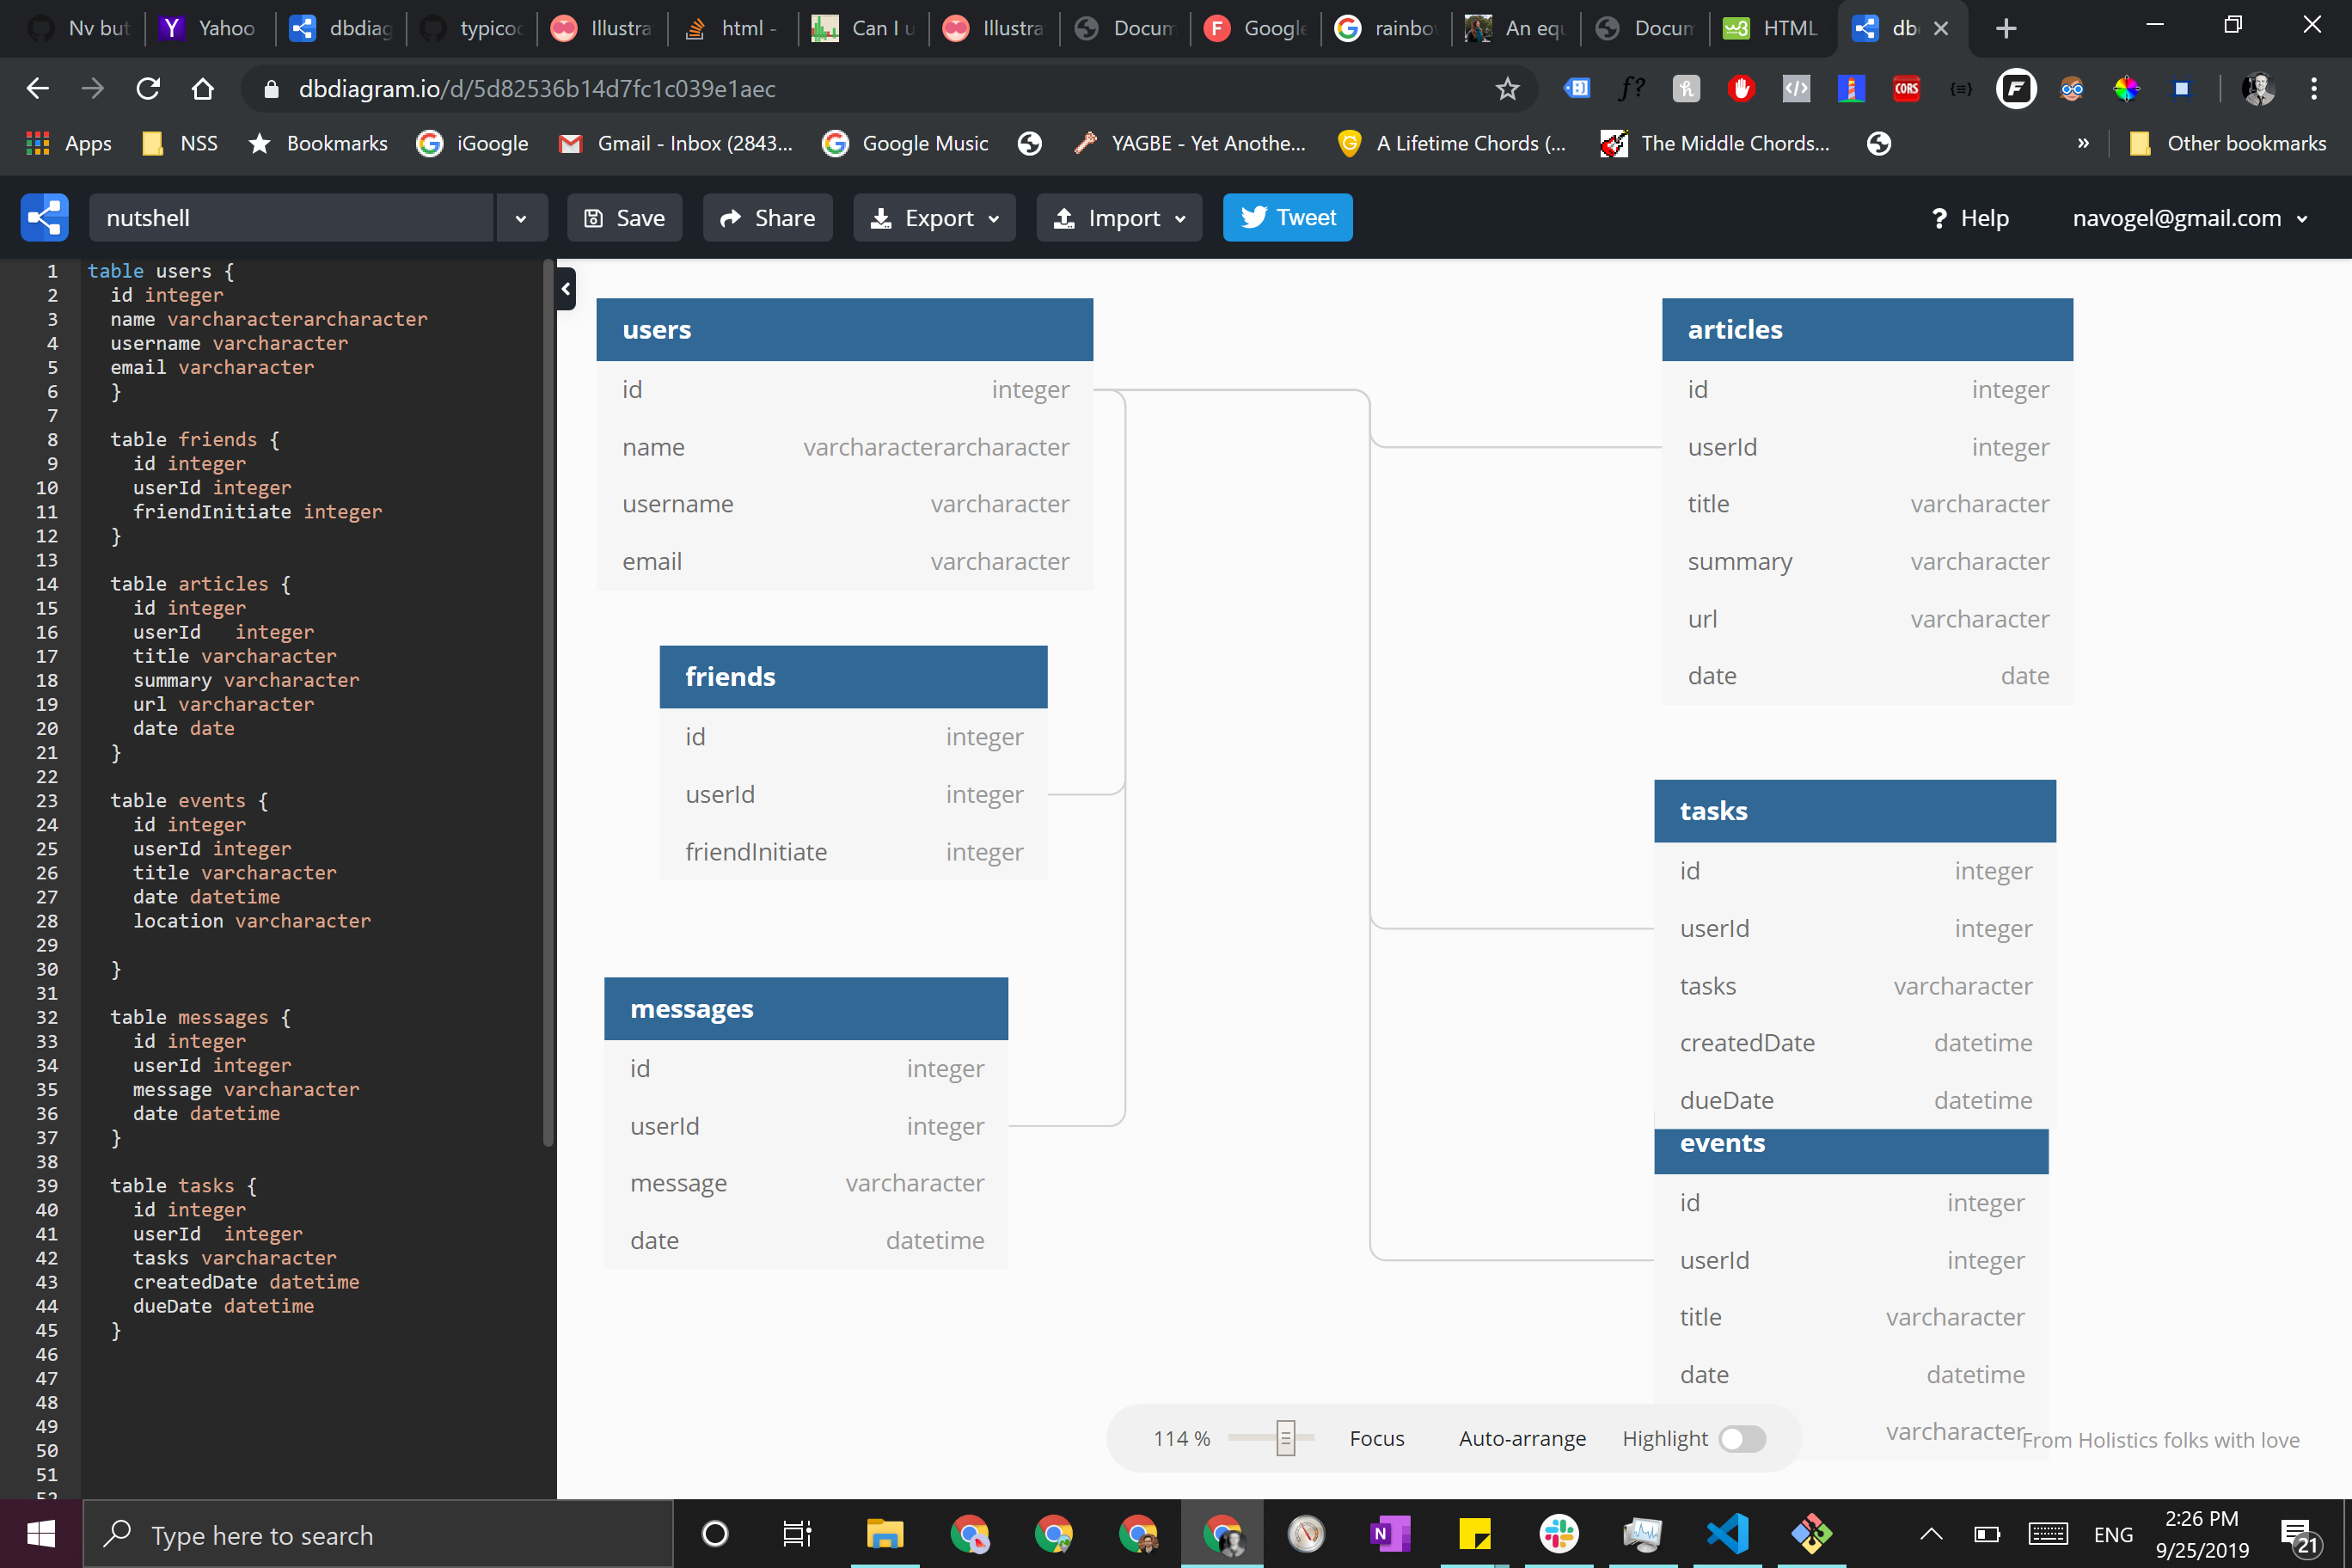 Nv but Yahoo dbdiag typico Illustra html - Can I u Illustra Docum Google rainbo An equ Docum HTML db
dbdiagram.io/d/5d82536b14d7fc1c039e1aec
Apps NSS Bookmarks iGoogle Gmail - Inbox (2843... Google Music YAGBE - Yet Anothe... A Lifetime Chords (... The Middle Chords... » Other bookmarks
nutshell Save Share Export Import Tweet ? Help navogel@gmail.com
1 table users {
2 id integer
3 name varcharacterarcharacter
4 username varcharacter
5 email varcharacter
6 }
7
8 table friends {
9 id integer
10 userId integer
11 friendInitiate integer
12 }
13
14 table articles {
15 id integer
16 userId   integer
17 title varcharacter
18 summary varcharacter
19 url varcharacter
20 date date
21 }
22
23 table events {
24 id integer
25 userId integer
26 title varcharacter
27 date datetime
28 location varcharacter
29
30 }
31
32 table messages {
33 id integer
34 userId integer
35 message varcharacter
36 date datetime
37 }
38
39 table tasks {
40 id integer
41 userId  integer
42 tasks varcharacter
43 createdDate datetime
44 dueDate datetime
45 }
46
47
48
49
50
51
52
users
id integer
name varcharacterarcharacter
username varcharacter
email varcharacter
friends
id integer
userId integer
friendInitiate integer
messages
id integer
userId integer
message varcharacter
date datetime
articles
id integer
userId integer
title varcharacter
summary varcharacter
url varcharacter
date date
tasks
id integer
userId integer
tasks varcharacter
createdDate datetime
dueDate datetime
events
id integer
userId integer
title varcharacter
date datetime
varcharacter
114 % Focus Auto-arrange Highlight
From Holistics folks with love
Type here to search
ENG
2:26 PM
9/25/2019
21